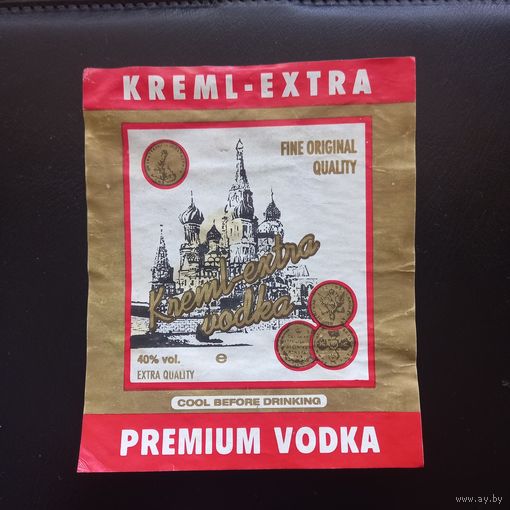 KREML-EXTRA
FINE ORIGINAL
QUALITY
Kreml-extra
vodka
40% vol. e
EXTRA QUALITY
COOL BEFORE DRINKING
PREMIUM VODKA
www.ay.by